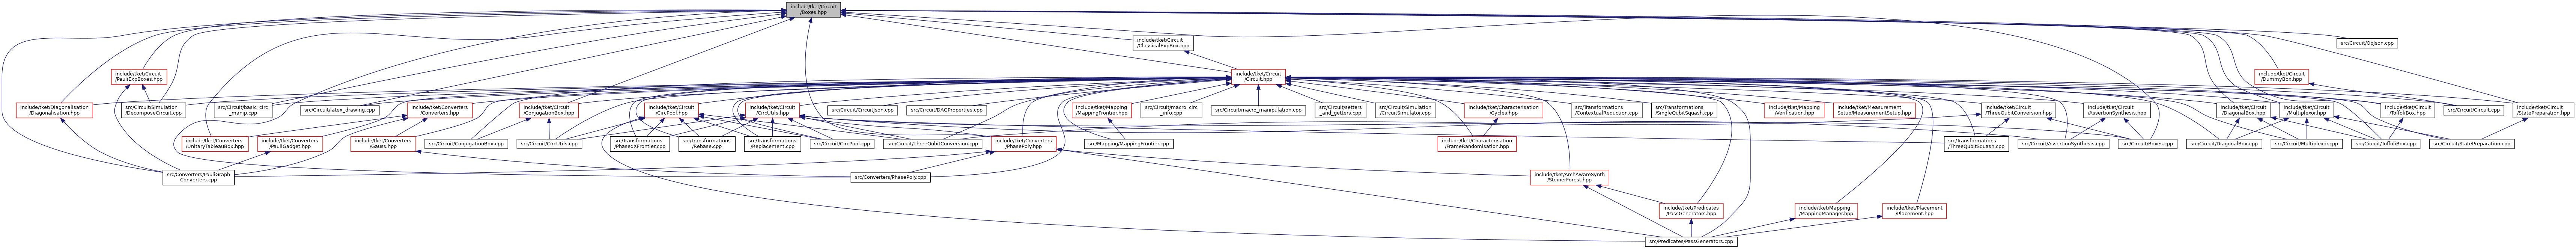 include/tket/Circuit
/Boxes.hpp
include/tket/Circuit
/ClassicalExpBox.hpp
src/Circuit/OpJson.cpp
include/tket/Circuit
/PauliExpBoxes.hpp
include/tket/Circuit
/Circuit.hpp
include/tket/Circuit
/DummyBox.hpp
include/tket/Diagonalisation
/Diagonalisation.hpp
src/Circuit/Simulation
/DecomposeCircuit.cpp
src/Circuit/basic_circ
_manip.cpp
src/Circuit/latex_drawing.cpp
include/tket/Converters
/Converters.hpp
include/tket/Circuit
/ConjugationBox.hpp
include/tket/Circuit
/CircPool.hpp
include/tket/Circuit
/CircUtils.hpp
src/Circuit/CircuitJson.cpp
src/Circuit/DAGProperties.cpp
include/tket/Mapping
/MappingFrontier.hpp
src/Circuit/macro_circ
_info.cpp
src/Circuit/macro_manipulation.cpp
src/Circuit/setters
_and_getters.cpp
src/Circuit/Simulation
/CircuitSimulator.cpp
include/tket/Characterisation
/Cycles.hpp
src/Transformations
/ContextualReduction.cpp
src/Transformations
/SingleQubitSquash.cpp
include/tket/Mapping
/Verification.hpp
include/tket/Measurement
Setup/MeasurementSetup.hpp
include/tket/Circuit
/ThreeQubitConversion.hpp
include/tket/Circuit
/AssertionSynthesis.hpp
include/tket/Circuit
/DiagonalBox.hpp
include/tket/Circuit
/Multiplexor.hpp
include/tket/Circuit
/ToffoliBox.hpp
src/Circuit/Circuit.cpp
include/tket/Circuit
/StatePreparation.hpp
include/tket/Converters
/UnitaryTableauBox.hpp
include/tket/Converters
/PauliGadget.hpp
include/tket/Converters
/Gauss.hpp
src/Circuit/ConjugationBox.cpp
src/Circuit/CircUtils.cpp
src/Transformations
/PhasedXFrontier.cpp
src/Transformations
/Rebase.cpp
src/Transformations
/Replacement.cpp
src/Circuit/CircPool.cpp
src/Circuit/ThreeQubitConversion.cpp
include/tket/Converters
/PhasePoly.hpp
src/Mapping/MappingFrontier.cpp
include/tket/Characterisation
/FrameRandomisation.hpp
src/Transformations
/ThreeQubitSquash.cpp
src/Circuit/AssertionSynthesis.cpp
src/Circuit/Boxes.cpp
src/Circuit/DiagonalBox.cpp
src/Circuit/Multiplexor.cpp
src/Circuit/ToffoliBox.cpp
src/Circuit/StatePreparation.cpp
src/Converters/PauliGraph
Converters.cpp
src/Converters/PhasePoly.cpp
include/tket/ArchAwareSynth
/SteinerForest.hpp
include/tket/Predicates
/PassGenerators.hpp
include/tket/Mapping
/MappingManager.hpp
include/tket/Placement
/Placement.hpp
src/Predicates/PassGenerators.cpp